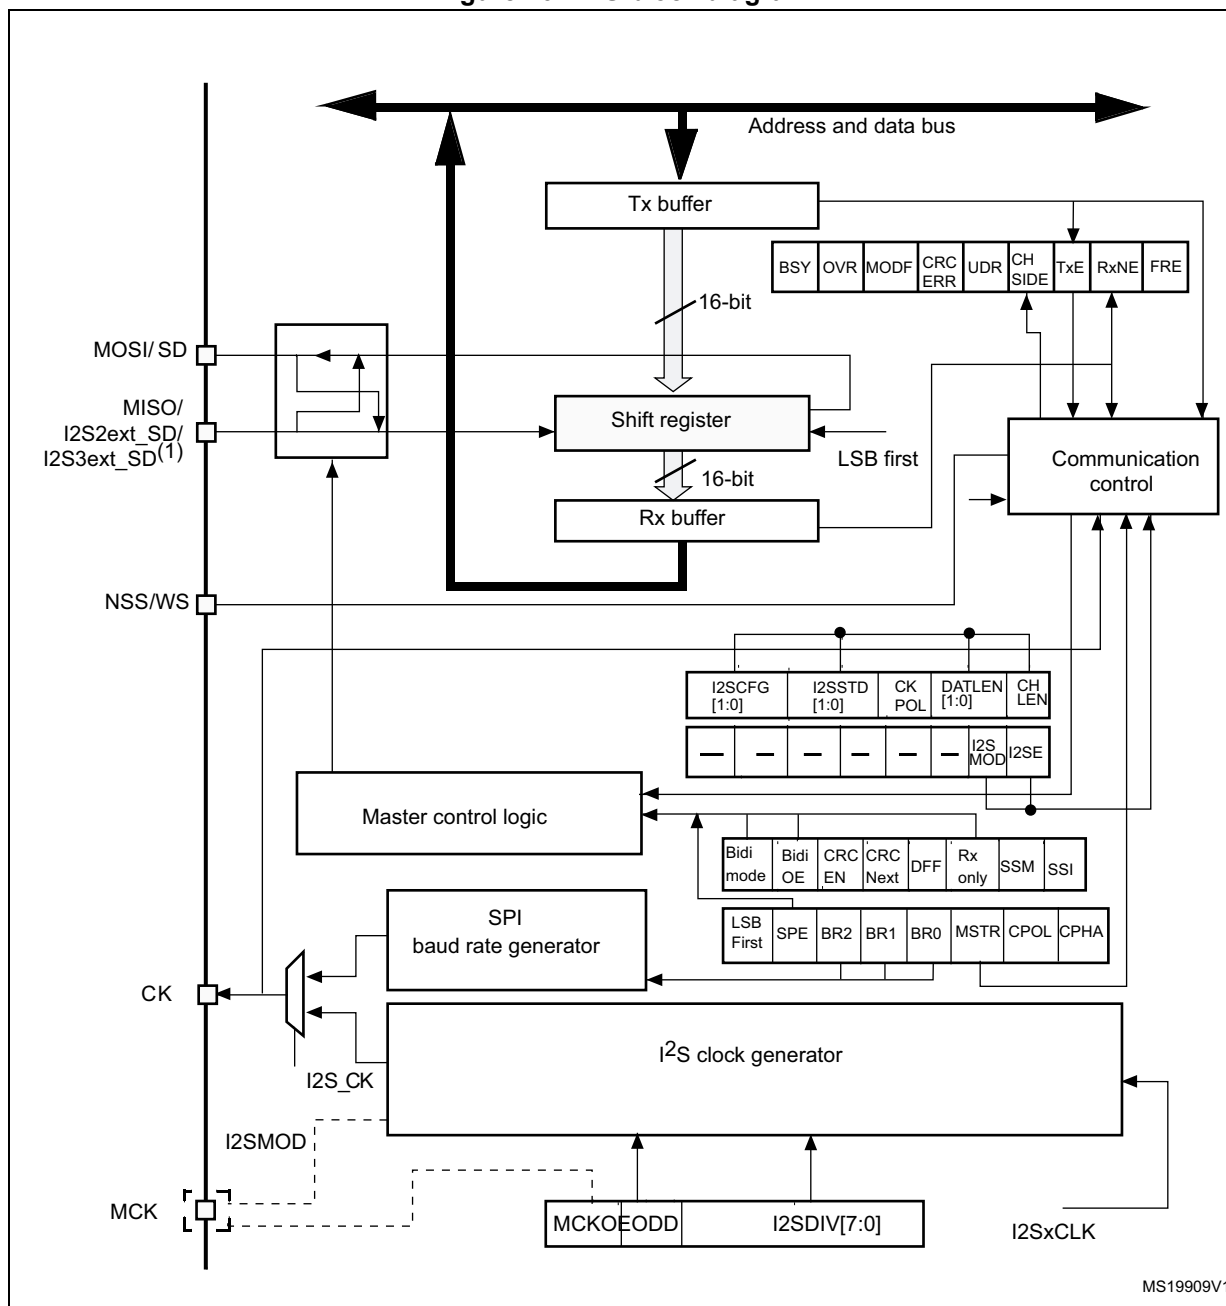 Address and data bus
Tx buffer
BSY OVR MODF CRC ERR UDR CH SIDE TxE RxNE FRE
16-bit
MOSI/ SD
MISO/
I2S2ext_SD/
I2S3ext_SD(1)
Shift register
LSB first
Communication
control
16-bit
Rx buffer
NSS/WS
I2SCFG [1:0] I2SSTD [1:0] CK POL DATLEN [1:0] CH LEN
— — — — — — I2S MOD I2SE
Master control logic
Bidi mode Bidi OE CRC EN CRC Next DFF Rx only SSM SSI
LSB First SPE BR2 BR1 BR0 MSTR CPOL CPHA
SPI
baud rate generator
CK
I2S clock generator
I2S_CK
I2SMOD
MCK
MCKOE ODD I2SDIV[7:0]
I2SxCLK
MS19909V1